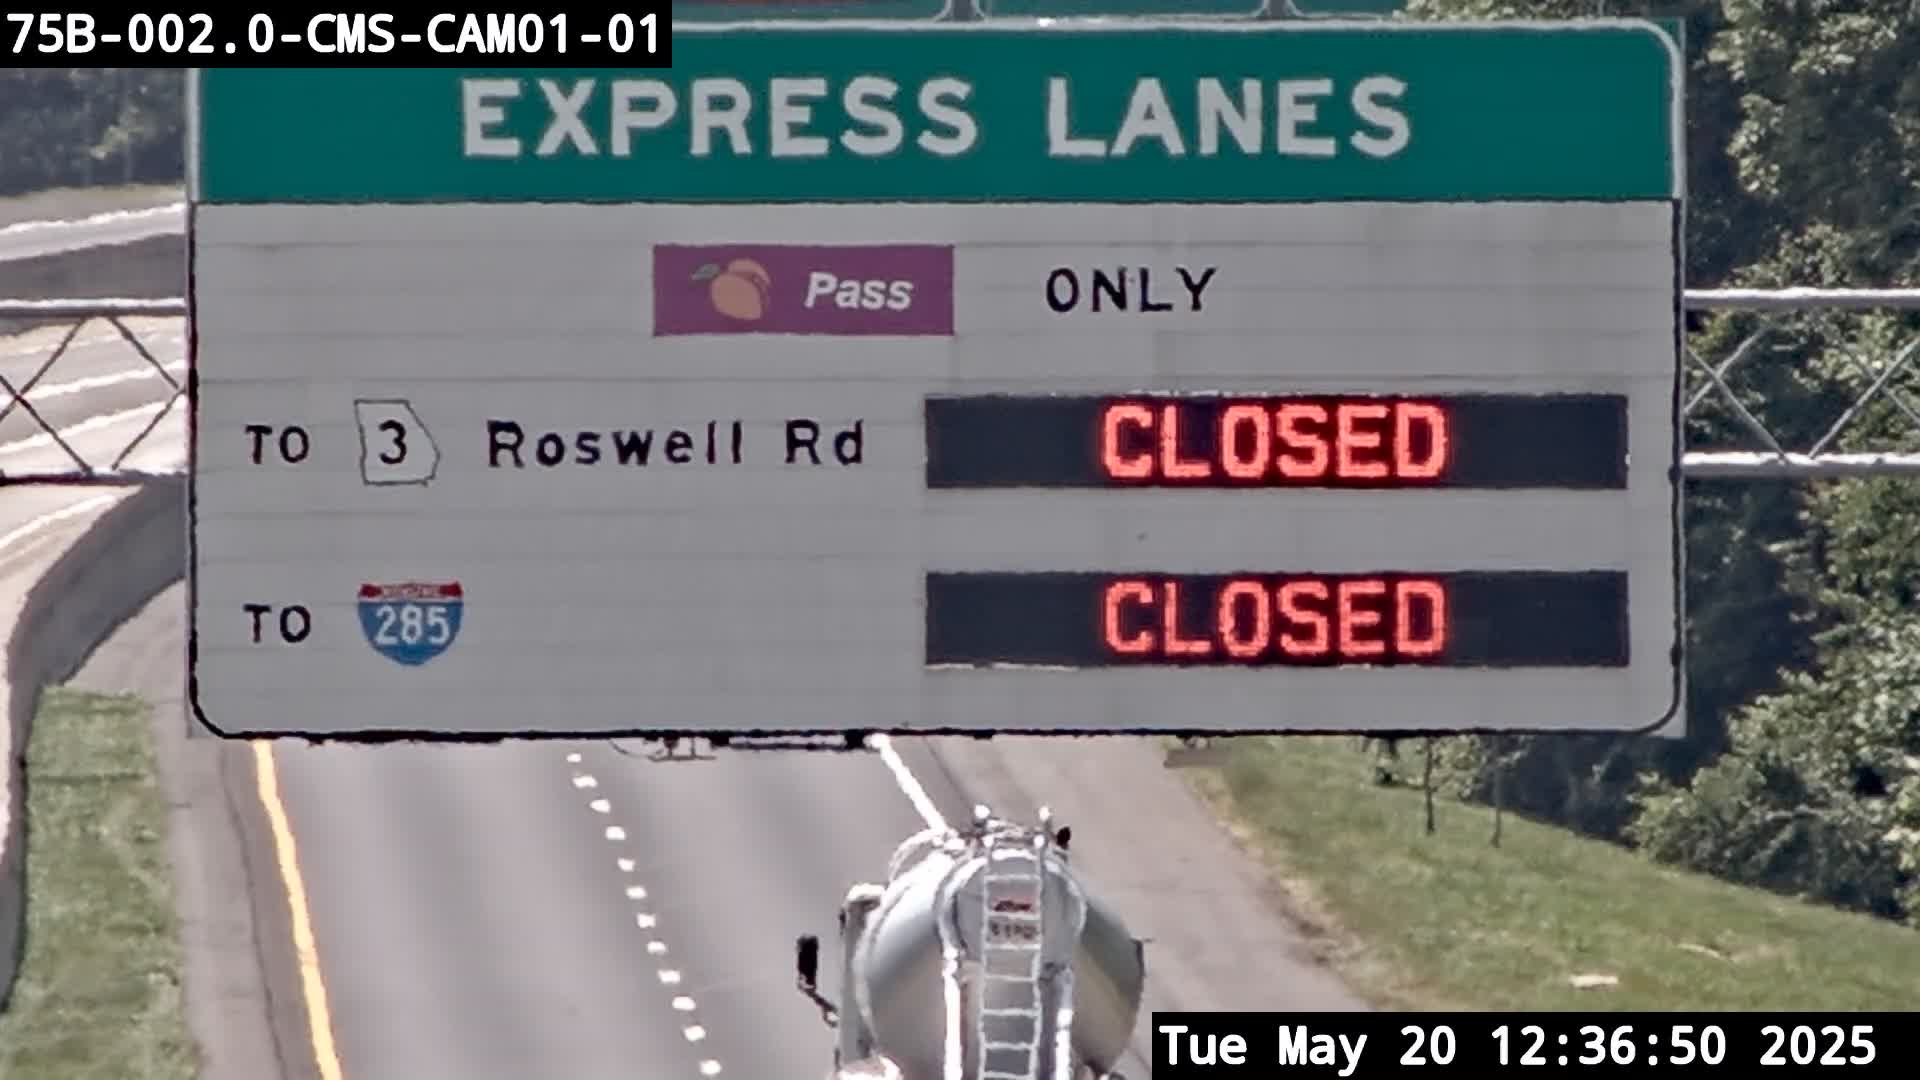 75B-002.0-CMS-CAM01-01
EXPRESS LANES
Pass ONLY
TO 3 Roswell Rd CLOSED
TO 285 CLOSED
Tue May 20 12:36:50 2025